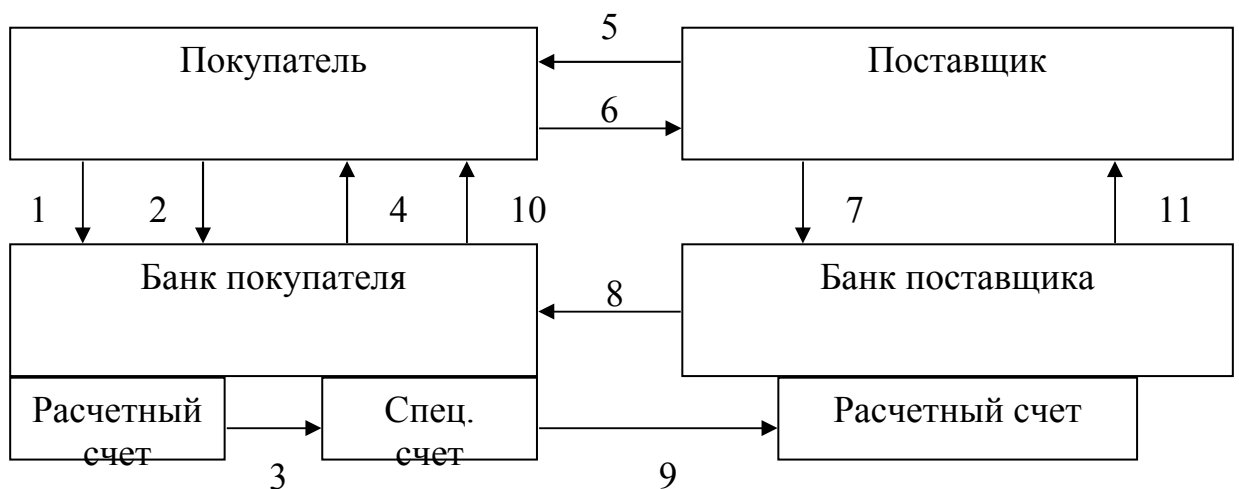 5
Покупатель
Поставщик
6
1
2
4
10
7
11
Банк покупателя
Банк поставщика
8
Расчетный
счет
Спец.
счет
Расчетный счет
3
9